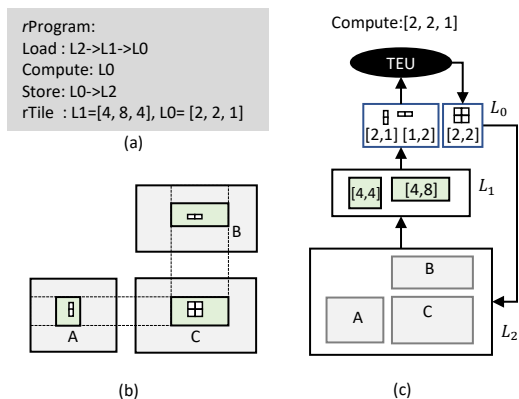 rProgram:
Load : L2->L1->L0
Compute: L0
Store: L0->L2
rTile : L1=[4, 8, 4], L0= [2, 2, 1]
(a)
B
A
C
(b)
Compute:[2, 2, 1]
TEU
[2,1] [1,2]
[2,2]
L0
[4,4]
[4,8]
L1
B
A
C
L2
(c)